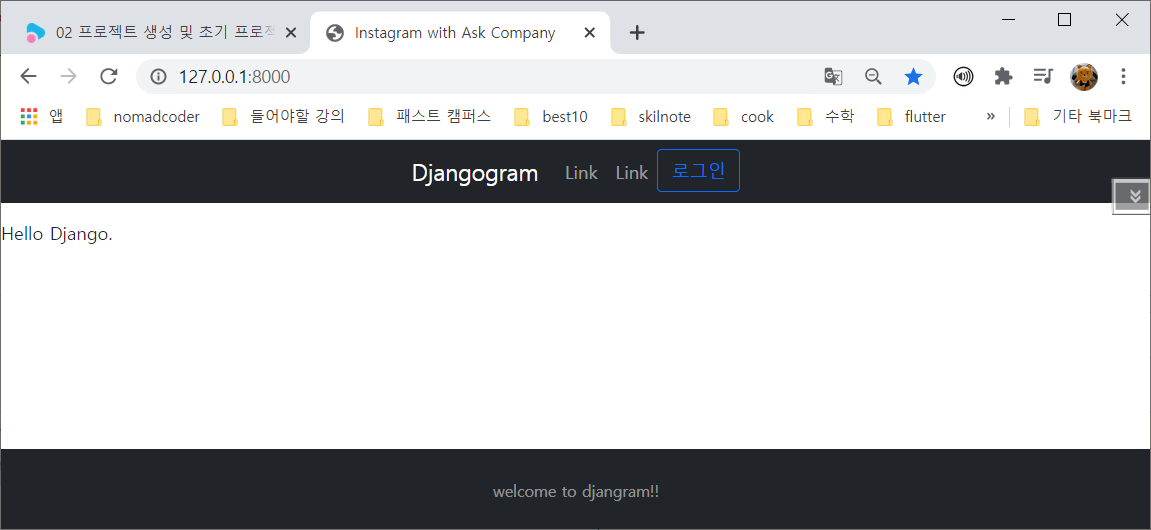 02 프로젝트 생성 및 초기 프로젝
Instagram with Ask Company
127.0.0.1:8000
앱 nomadcoder 들어야할 강의 패스트 캠퍼스 best10 skilnote cook 수학 flutter » 기타 북마크
Djangogram Link Link 로그인
Hello Django.
welcome to djangram!!